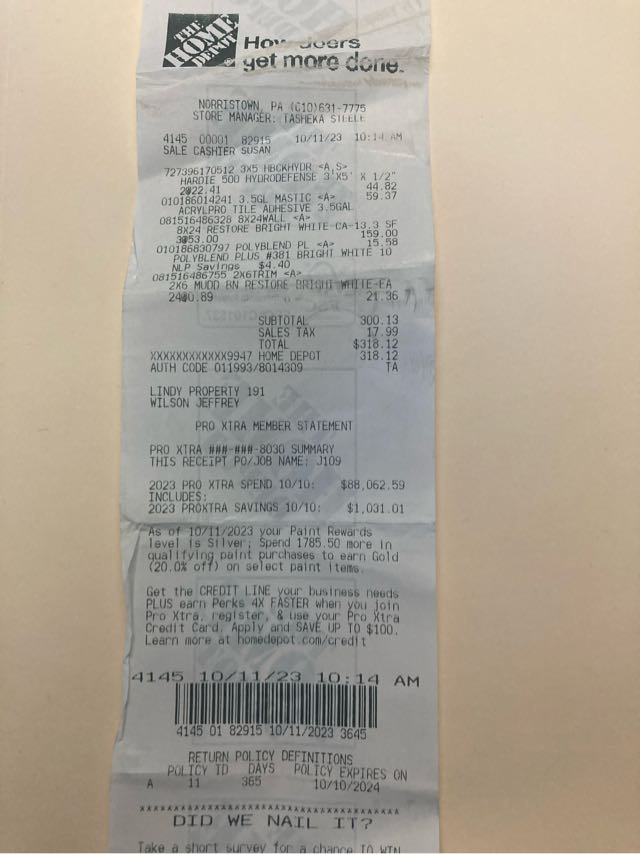 THE
HOME
DEPOT
How doers
get more done.
NORRISTOWN, PA (610)631-7775
STORE MANAGER: TASHEKA STEELE
4145 00001 82915 10/11/23 10:14 AM
SALE CASHIER SUSAN
727396170512 3X5 HBCKHYDR <A,S>
HARDIE 500 HYDRODEFENSE 3'X5' X 1/2"
2@22.41 44.82
010186014241 3.5GL MASTIC <A> 59.37
ACRYLPRO TILE ADHESIVE 3.5GAL
081516486328 8X24WALL <A>
8X24 RESTORE BRIGHT WHITE CA-13.3 SF
3@53.00 159.00
010186830797 POLYBLEND PL <A> 15.58
POLYBLEND PLUS #381 BRIGHT WHITE 10
NLP Savings $4.40
081516486755 2X6TRIM <A>
2X6 MUDD BN RESTORE BRIGHT WHITE-EA
24@0.89 21.36
SUBTOTAL 300.13
SALES TAX 17.99
TOTAL $318.12
XXXXXXXXXXXX9947 HOME DEPOT 318.12
AUTH CODE 011993/8014309 TA
LINDY PROPERTY 191
WILSON JEFFREY
PRO XTRA MEMBER STATEMENT
PRO XTRA ###-###-8030 SUMMARY
THIS RECEIPT PO/JOB NAME: J109
2023 PRO XTRA SPEND 10/10: $88,062.59
INCLUDES:
2023 PROXTRA SAVINGS 10/10: $1,031.01
As of 10/11/2023 your Paint Rewards
level is Silver; Spend 1785.50 more in
qualifying paint purchases to earn Gold
(20.0% off) on select paint items.
Get the CREDIT LINE your business needs
PLUS earn Perks 4X FASTER when you join
Pro Xtra, register, & use your Pro Xtra
Credit Card. Apply and SAVE UP TO $100.
Learn more at homedepot.com/credit
4145 10/11/23 10:14 AM
4145 01 82915 10/11/2023 3645
RETURN POLICY DEFINITIONS
POLICY ID DAYS POLICY EXPIRES ON
A 11 365 10/10/2024
DID WE NAIL IT?
Take a short survey for a chance TO WIN